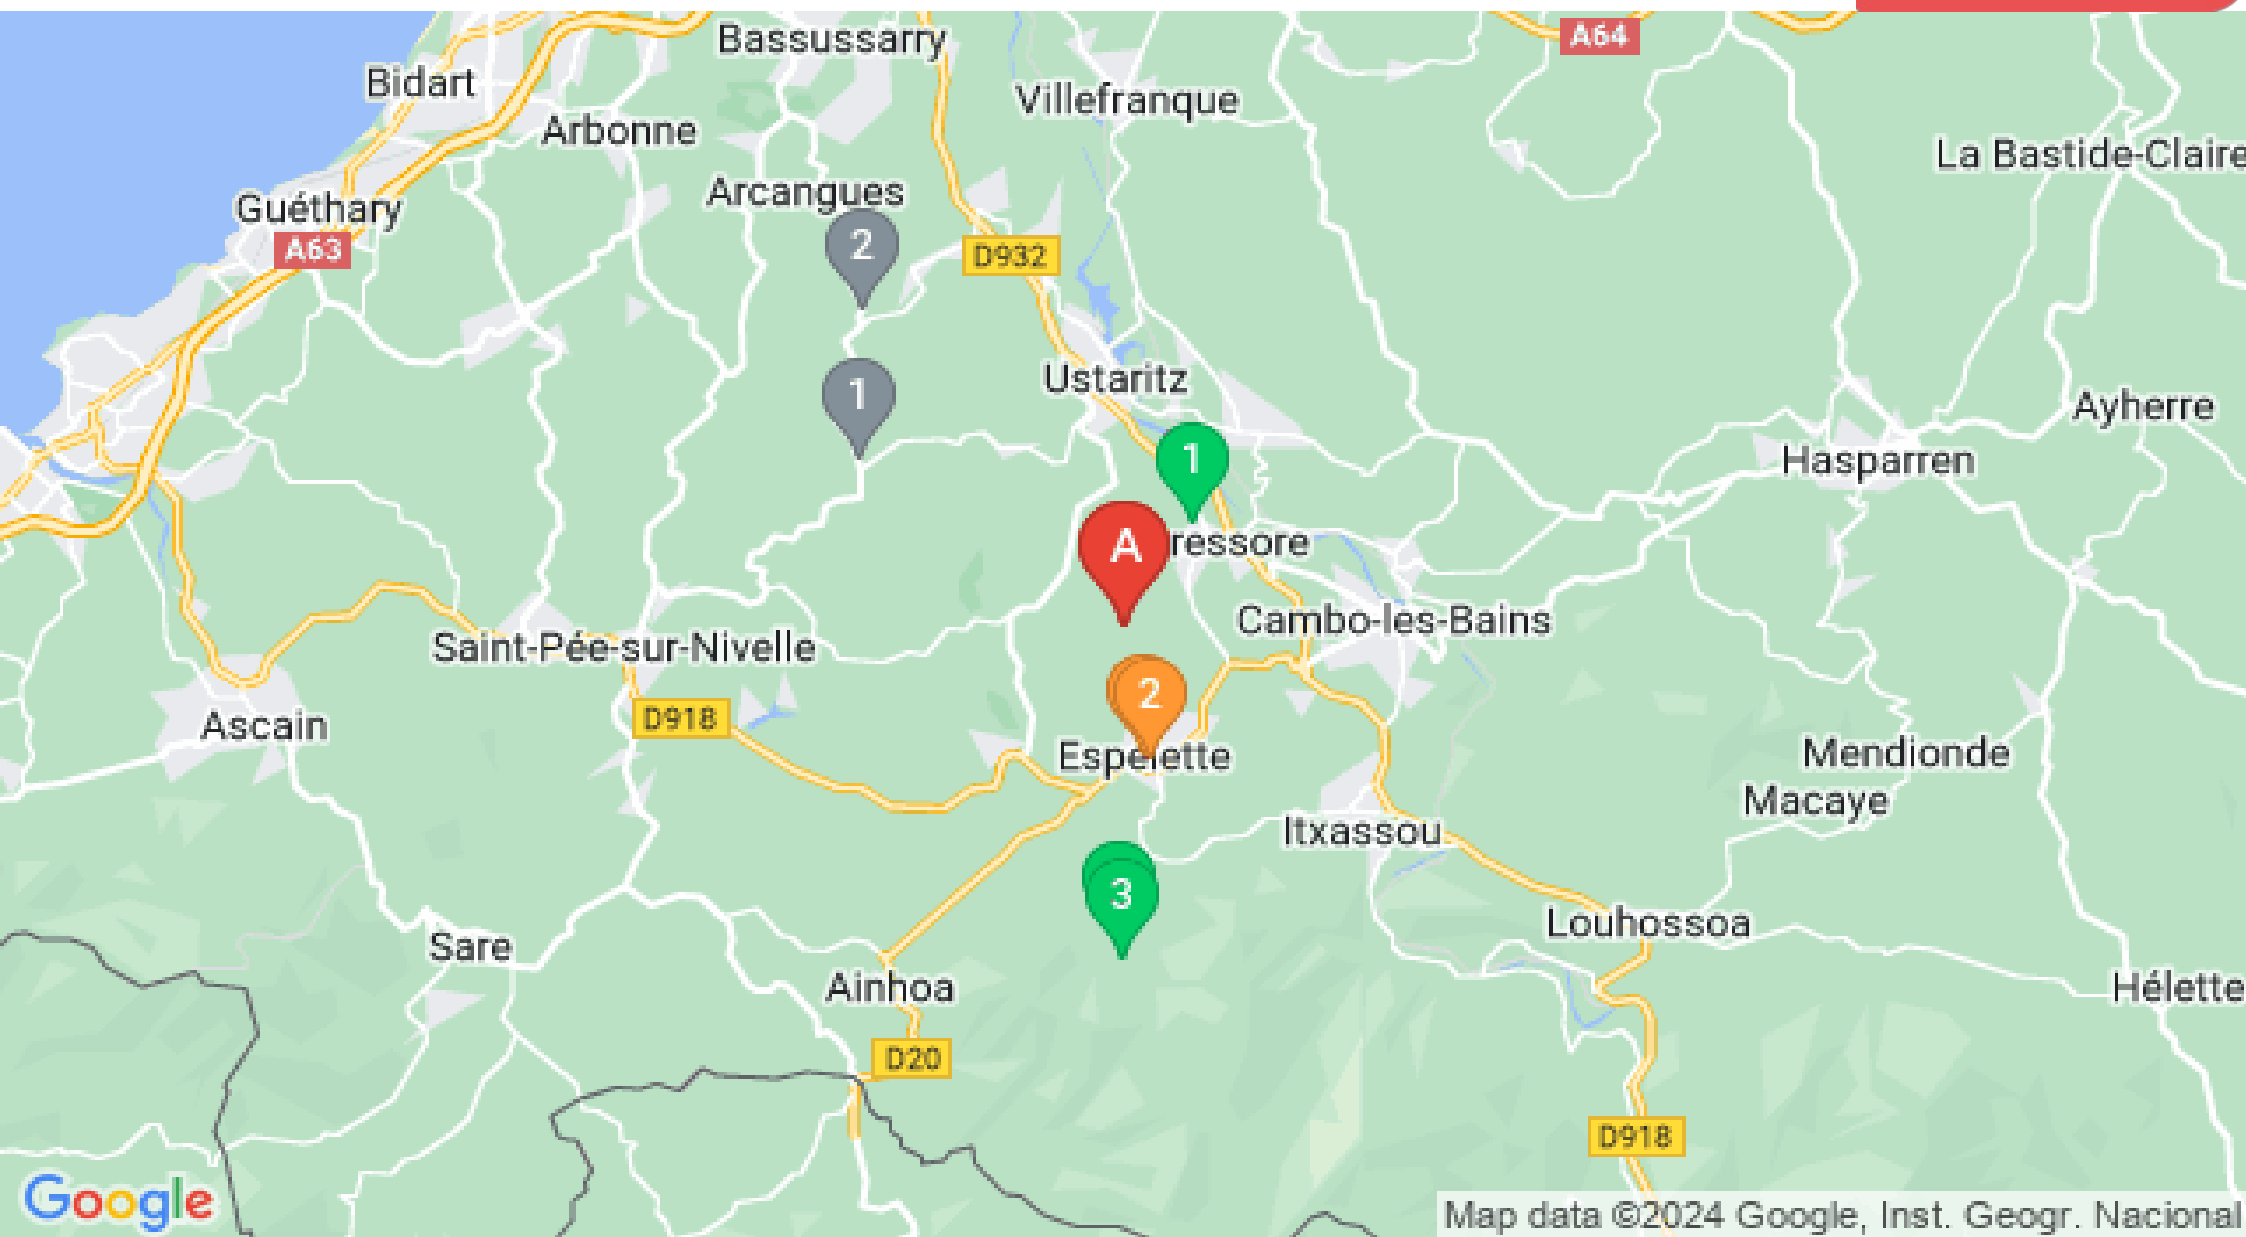 Bassussarry
A64
Bidart
Villefranque
Arbonne
La Bastide-Claire
Arcangues
Guéthary
A63
2
D932
Ustaritz
1
Ayherre
1
Hasparren
A
ressore
Cambo-les-Bains
Saint-Pée-sur-Nivelle
2
D918
Ascain
Espelette
Mendionde
Macaye
Itxassou
3
Louhossoa
Sare
Ainhoa
Hélette
D20
D918
Google
Map data ©2024 Google, Inst. Geogr. Nacional